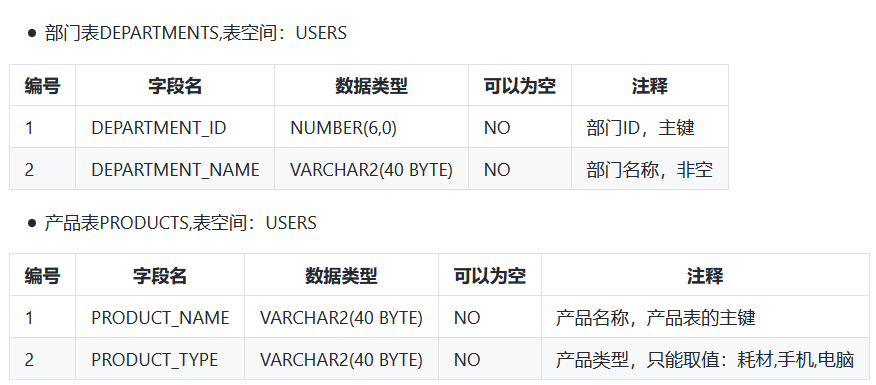 部门表DEPARTMENTS,表空间：USERS
编号 字段名 数据类型 可以为空 注释
1 DEPARTMENT_ID NUMBER(6,0) NO 部门ID，主键
2 DEPARTMENT_NAME VARCHAR2(40 BYTE) NO 部门名称，非空
产品表PRODUCTS,表空间：USERS
编号 字段名 数据类型 可以为空 注释
1 PRODUCT_NAME VARCHAR2(40 BYTE) NO 产品名称，产品表的主键
2 PRODUCT_TYPE VARCHAR2(40 BYTE) NO 产品类型，只能取值：耗材,手机,电脑